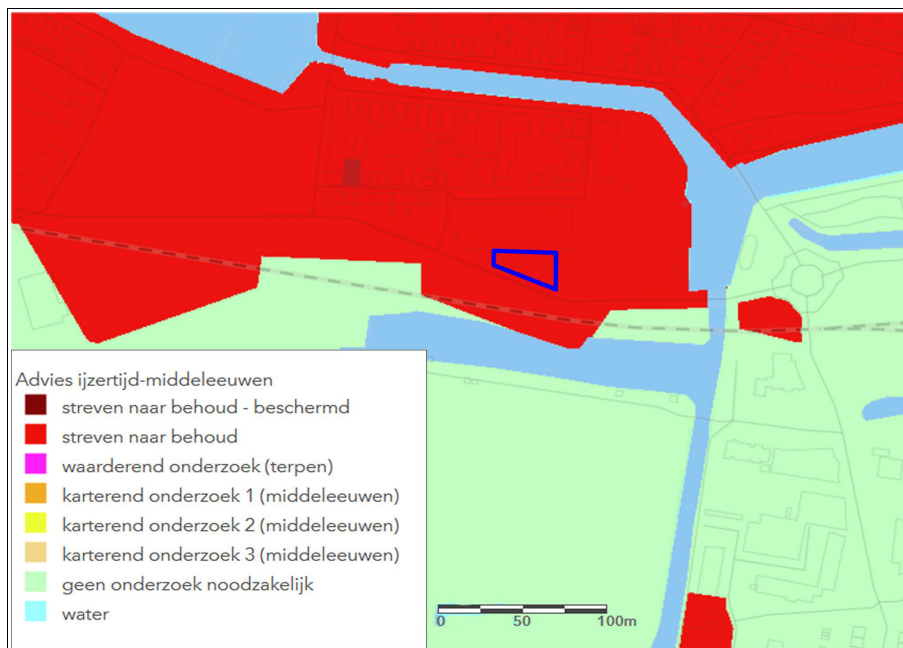 Advies ijzertijd-middeleeuwen
streven naar behoud - beschermd
streven naar behoud
waarderend onderzoek (terpen)
karterend onderzoek 1 (middeleeuwen)
karterend onderzoek 2 (middeleeuwen)
karterend onderzoek 3 (middeleeuwen)
geen onderzoek noodzakelijk
water
0 50 100m